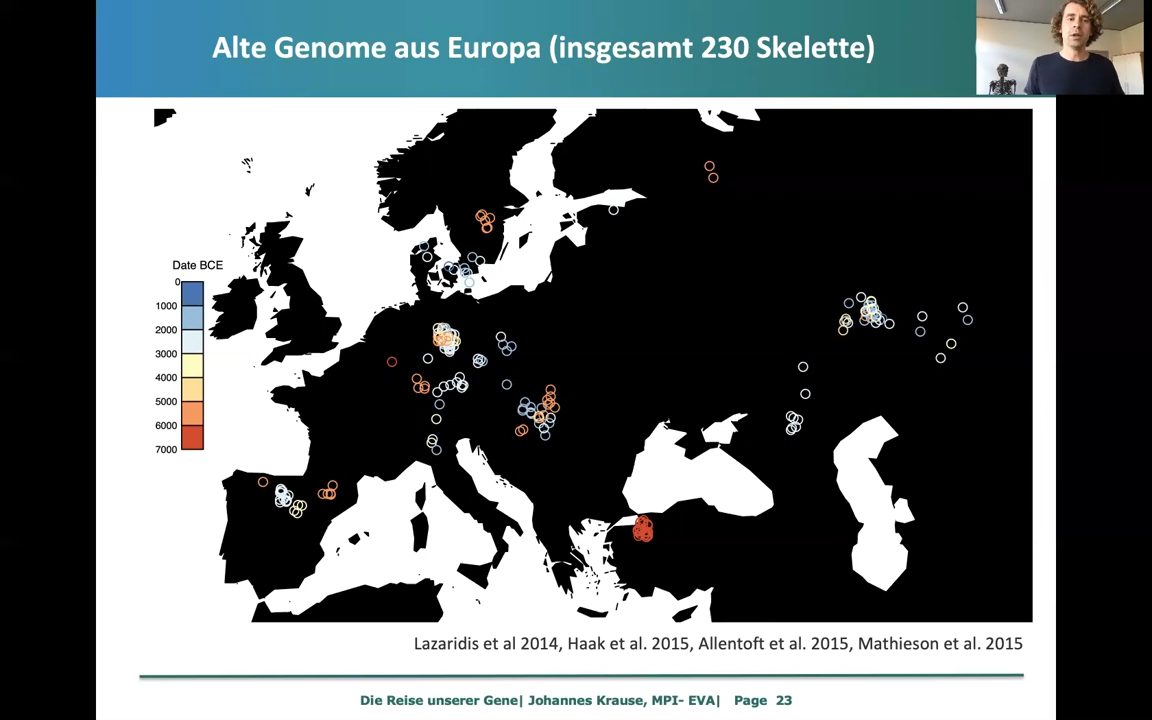 Alte Genome aus Europa (insgesamt 230 Skelette)
Date BCE
0
1000
2000
3000
4000
5000
6000
7000
Lazaridis et al 2014, Haak et al. 2015, Allentoft et al. 2015, Mathieson et al. 2015
Die Reise unserer Gene| Johannes Krause, MPI- EVA| Page 23